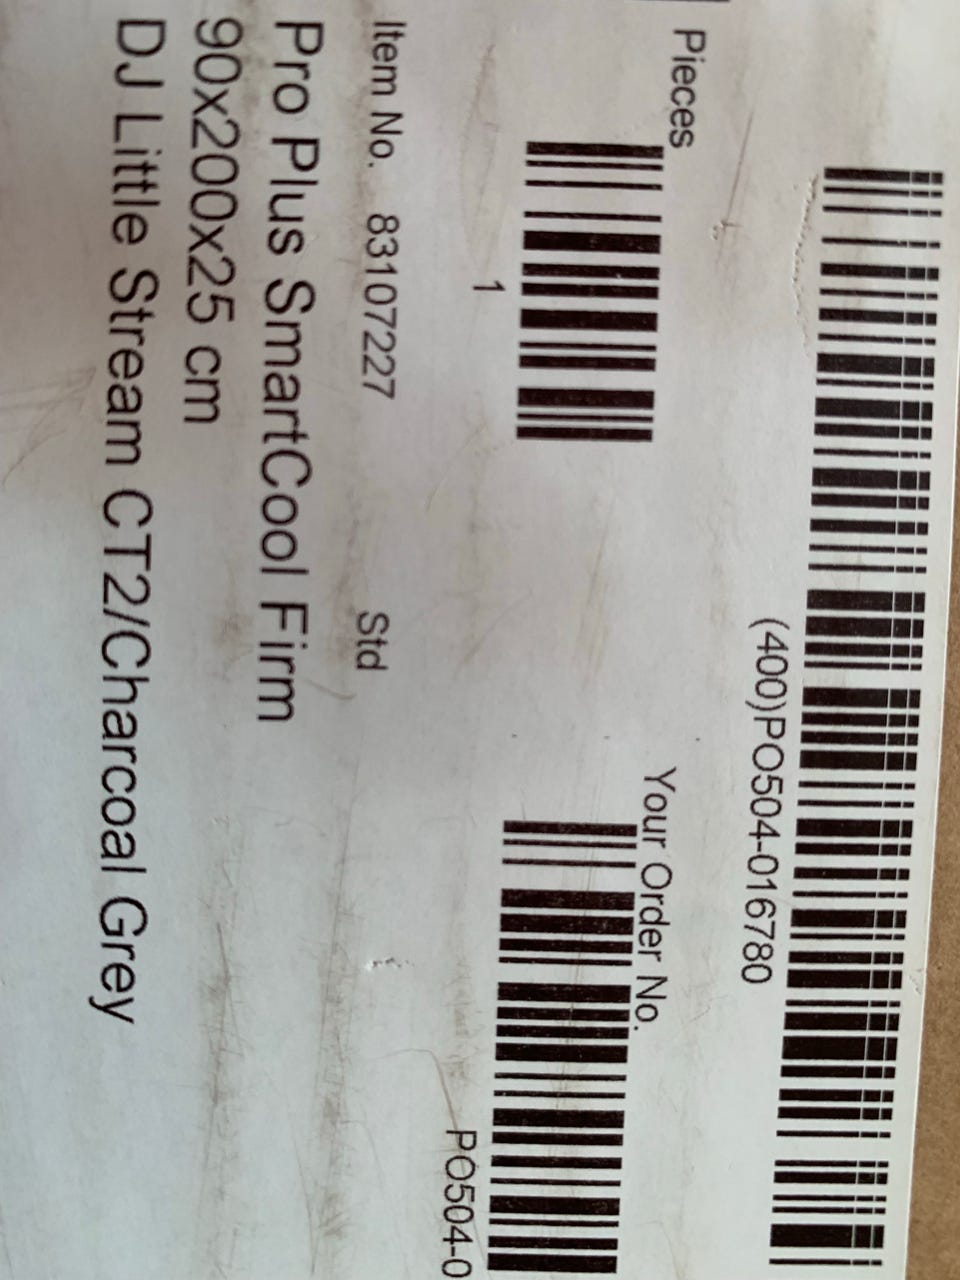 (400)PO504-016780
Pieces
Your Order No.
1
PO504-0
Item No. 83107227 Std
Pro Plus SmartCool Firm
90x200x25 cm
DJ Little Stream CT2/Charcoal Grey